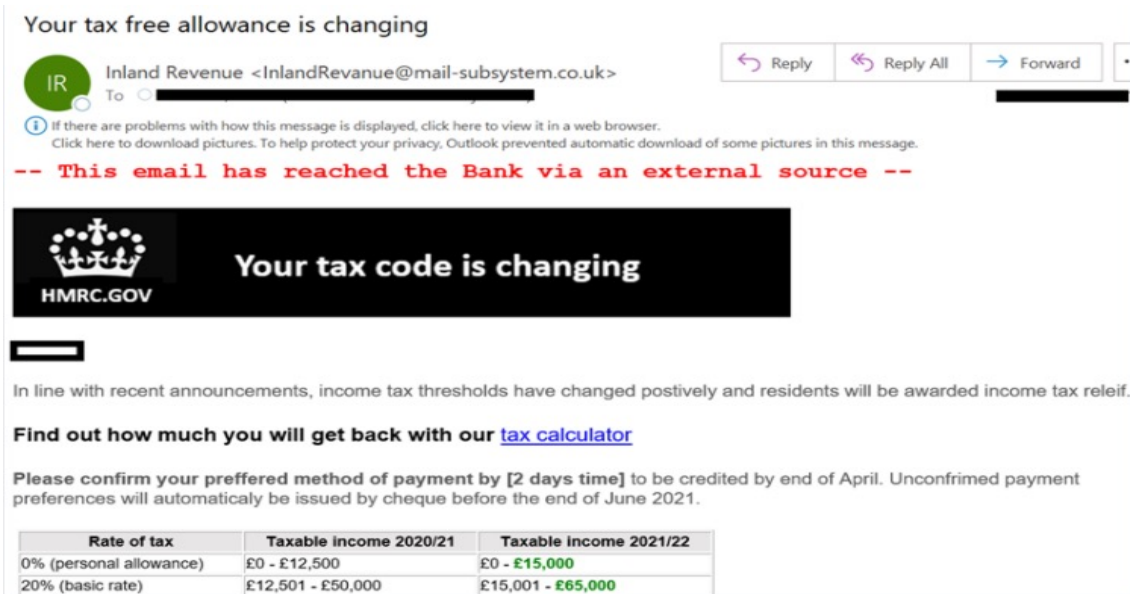 Your tax free allowance is changing
IR
Inland Revenue <InlandRevanue@mail-subsystem.co.uk>
Reply
Reply All
Forward
To
If there are problems with how this message is displayed, click here to view it in a web browser.
Click here to download pictures. To help protect your privacy, Outlook prevented automatic download of some pictures in this message.
-- This email has reached the Bank via an external source --
HMRC.GOV
Your tax code is changing
In line with recent announcements, income tax thresholds have changed postively and residents will be awarded income tax releif.
Find out how much you will get back with our tax calculator
Please confirm your preffered method of payment by [2 days time] to be credited by end of April. Unconfrimed payment
preferences will automaticaly be issued by cheque before the end of June 2021.
Rate of tax Taxable income 2020/21 Taxable income 2021/22
0% (personal allowance) £0 - £12,500 £0 - £15,000
20% (basic rate) £12,501 - £50,000 £15,001 - £65,000